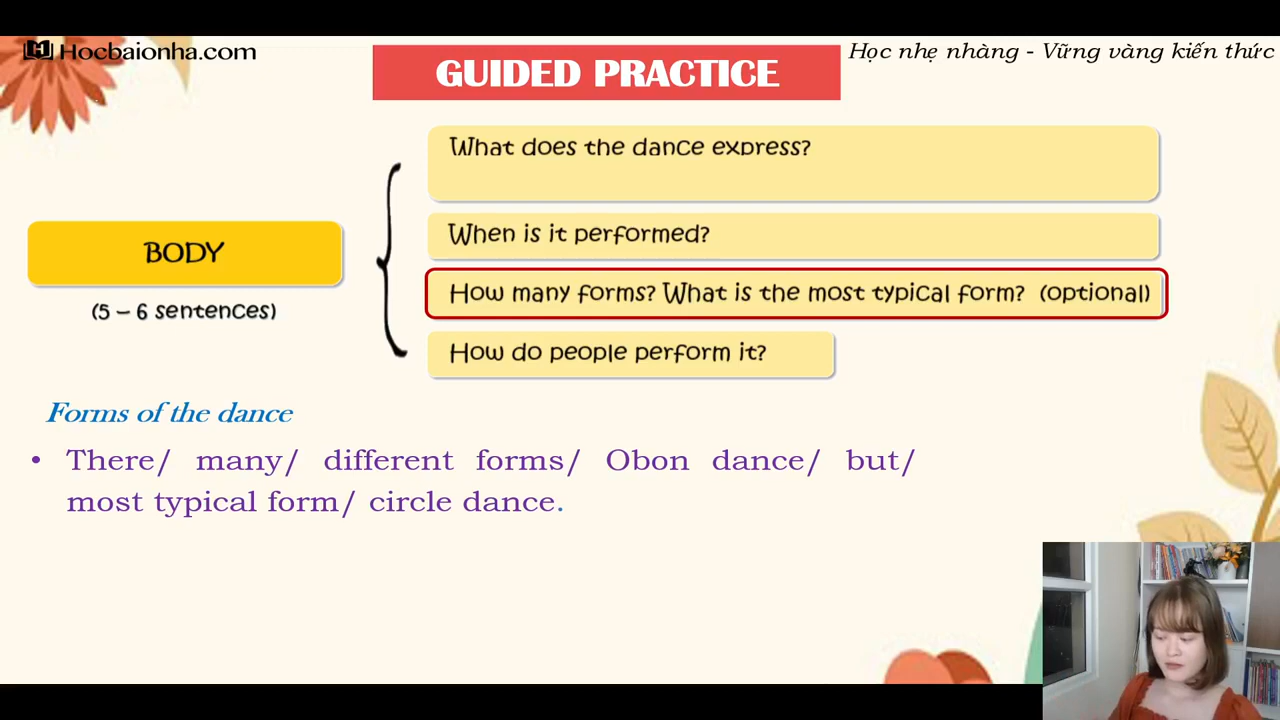 Hocbaionha.com
Học nhẹ nhàng - Vững vàng kiến thức
GUIDED PRACTICE
What does the dance express?
When is it performed?
BODY
How many forms? What is the most typical form? (optional)
(5 – 6 sentences)
How do people perform it?
Forms of the dance
• There/ many/ different forms/ Obon dance/ but/
most typical form/ circle dance.